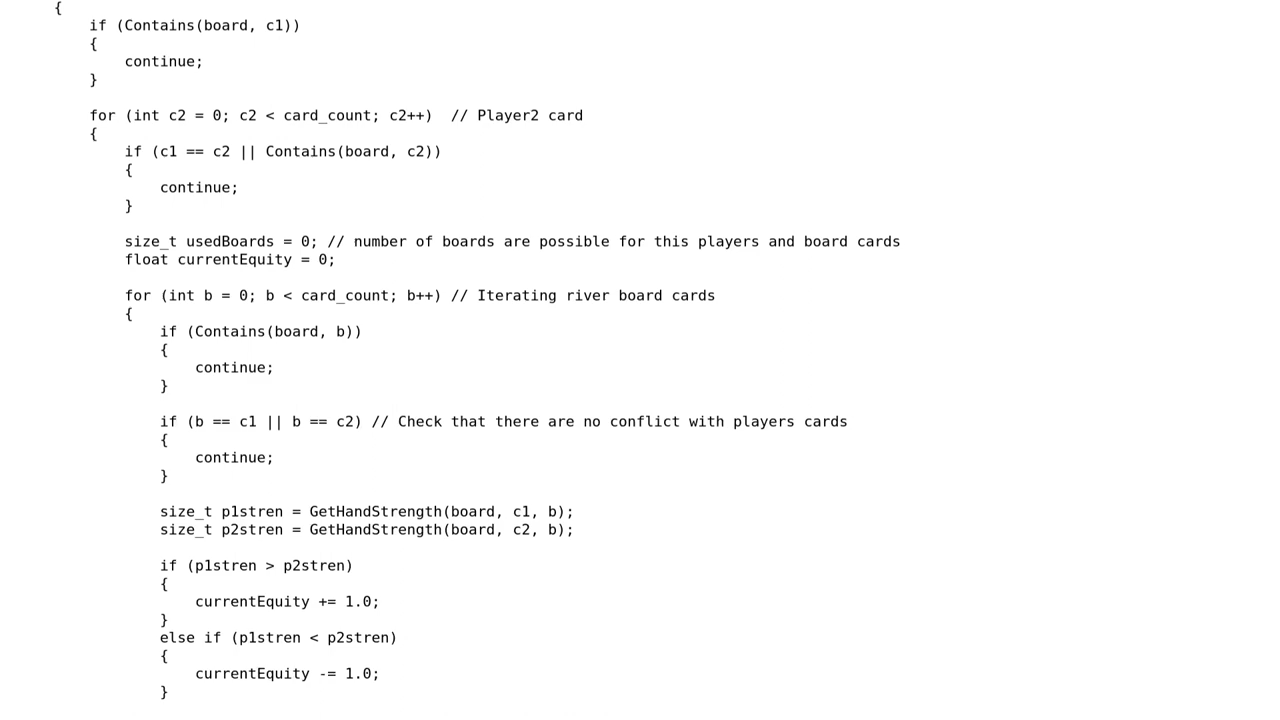 {
if (Contains(board, c1))
{
continue;
}
for (int c2 = 0; c2 < card_count; c2++)  // Player2 card
{
if (c1 == c2 || Contains(board, c2))
{
continue;
}
size_t usedBoards = 0; // number of boards are possible for this players and board cards
float currentEquity = 0;
for (int b = 0; b < card_count; b++) // Iterating river board cards
{
if (Contains(board, b))
{
continue;
}
if (b == c1 || b == c2) // Check that there are no conflict with players cards
{
continue;
}
size_t p1stren = GetHandStrength(board, c1, b);
size_t p2stren = GetHandStrength(board, c2, b);
if (p1stren > p2stren)
{
currentEquity += 1.0;
}
else if (p1stren < p2stren)
{
currentEquity -= 1.0;
}